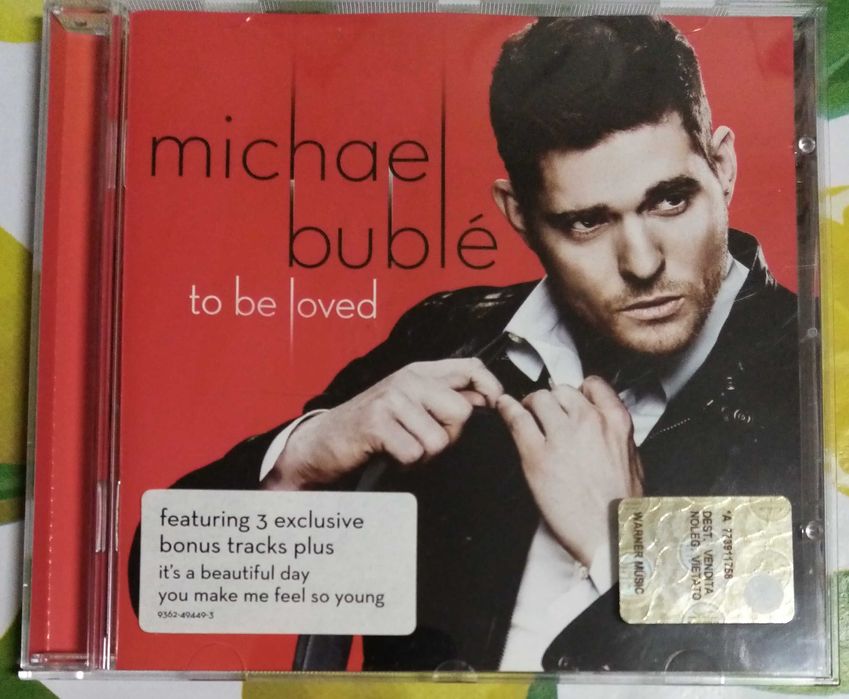 michael
bublé
to be loved
featuring 3 exclusive
bonus tracks plus
it's a beautiful day
you make me feel so young
9362-49449-3
*A 773911758
DEST. VENDITA
NOLEG. VIETATO
WARNER MUSIC